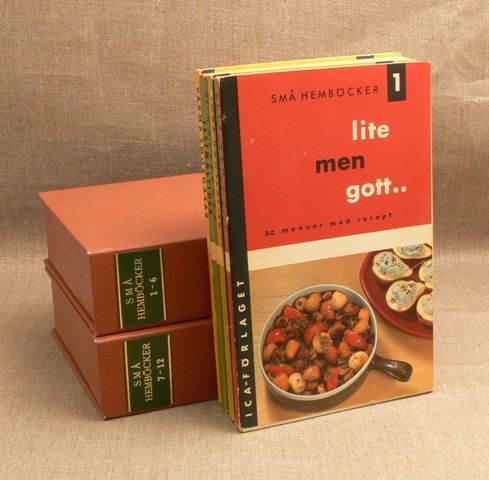 SMÅ HEMBÖCKER 1
lite
men
gott..
30 menuer med recept
ICA-FÖRLAGET
SMÅ
HEMBÖCKER
1-6
SMÅ
HEMBÖCKER
7-12